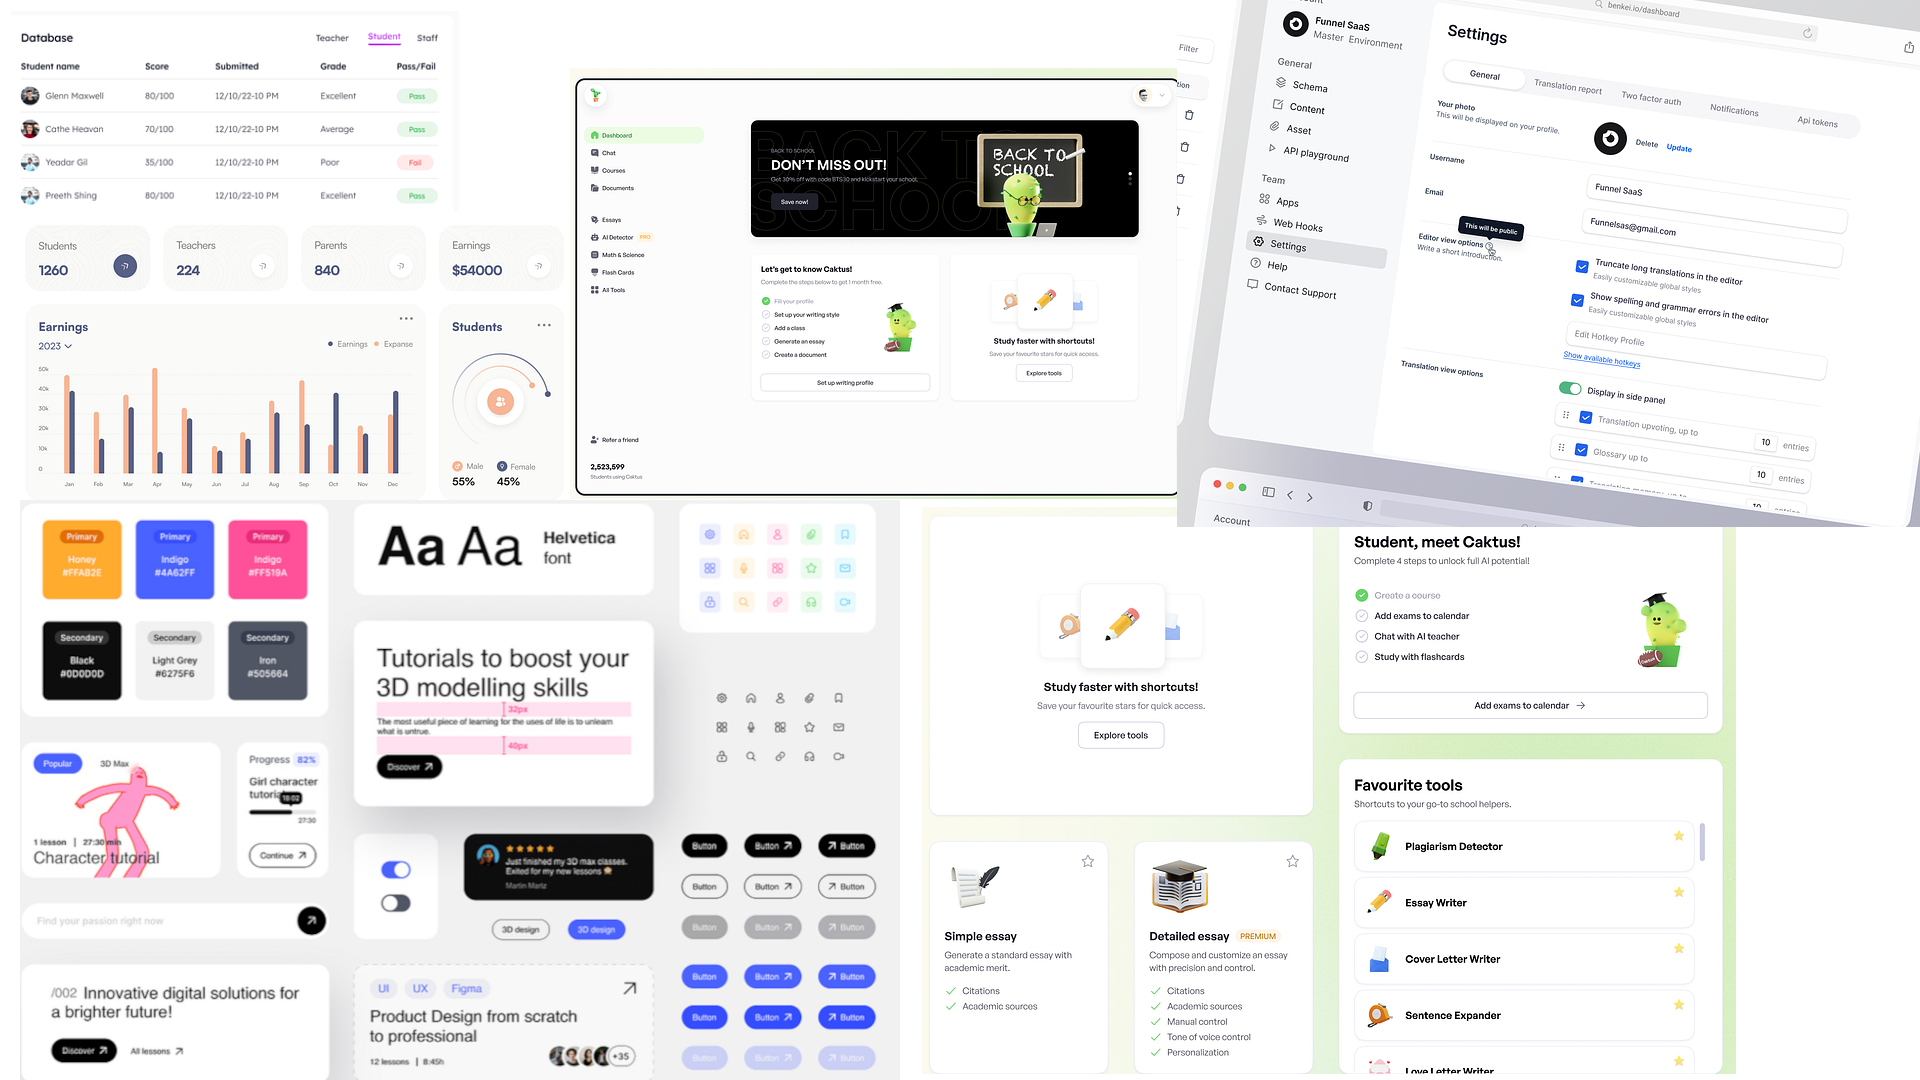 Database
Teacher Student Staff
Student name Score Submitted Grade Pass/Fail
Glenn Maxwell 80/100 12/10/22-10 PM Excellent Pass
Cathe Heavan 70/100 12/10/22-10 PM Average Pass
Yeadar Gil 35/100 12/10/22-10 PM Poor Fail
Preeth Shing 80/100 12/10/22-10 PM Excellent Pass
Students
1260
Teachers
224
Parents
840
Earnings
$54000
Earnings
2023
Earnings Expanse
50k
40k
30k
20k
10k
0
Jan Feb Mar Apr May Jun Jul Aug Sep Oct Nov Dec
Students
Male Female
55% 45%
Dashboard
Chat
Courses
Documents
Essays
AI Detector PRO
Math & Science
Flash Cards
All Tools
Refer a friend
2,523,599
Students using Caktus
BACK TO
SCHOOL
BACK TO SCHOOL
DON'T MISS OUT!
Get 30% off with code BTS30 and kickstart your school.
Save now!
BACK TO
SCHOOL
Let's get to know Caktus!
Complete the steps below to get 1 month free.
Fill your profile
Set up your writing style
Add a class
Generate an essay
Create a document
Set up writing profile
Study faster with shortcuts!
Save your favourite stars for quick access.
Explore tools
Filter
tion
benkei.io/dashboard
Funnel SaaS
Master Environment
General
Schema
Content
Asset
API playground
Team
Apps
Web Hooks
Settings
Help
Contact Support
Settings
General Translation report Two factor auth Notifications Api tokens
Your photo
This will be displayed on your profile.
Delete Update
Username
Funnel SaaS
Email
Funnelsas@gmail.com
This will be public
Editor view options
Write a short introduction.
Truncate long translations in the editor
Easily customizable global styles
Show spelling and grammar errors in the editor
Easily customizable global styles
Edit Hotkey Profile
Show available hotkeys
Translation view options
Display in side panel
Translation upvoting, up to 10 entries
Glossary up to 10 entries
Translation memory, up to 10 entries
Account
Primary
Honey
#FFAB2E
Primary
Indigo
#4A62FF
Primary
Indigo
#FF519A
Secondary
Black
#0D0D0D
Secondary
Light Grey
#6275F6
Secondary
Iron
#505664
Aa Aa
Helvetica
font
Tutorials to boost your
3D modelling skills
32px
The most useful piece of learning for the uses of life is to unlearn
what is untrue.
40px
Discover
Popular 3D Max
1 lesson | 27:30 min
Character tutorial
Progress 82%
Girl character
tutorial
18:02
27:30
Continue
Find your passion right now
Just finished my 3D max classes.
Exited for my new lessons
Martin Martz
3D design 3D design
/002 Innovative digital solutions for
a brighter future!
Discover All lessons
UI UX Figma
Product Design from scratch
to professional
12 lessons | 8:45h
+35
Button Button Button
Button Button Button
Button Button Button
Button Button Button
Button Button Button
Button Button Button
Study faster with shortcuts!
Save your favourite stars for quick access.
Explore tools
Simple essay
Generate a standard essay with
academic merit.
Citations
Academic sources
Detailed essay PREMIUM
Compose and customize an essay
with precision and control.
Citations
Academic sources
Manual control
Tone of voice control
Personalization
Student, meet Caktus!
Complete 4 steps to unlock full AI potential!
Create a course
Add exams to calendar
Chat with AI teacher
Study with flashcards
Add exams to calendar
Favourite tools
Shortcuts to your go-to school helpers.
Plagiarism Detector
Essay Writer
Cover Letter Writer
Sentence Expander
Love Letter Writer